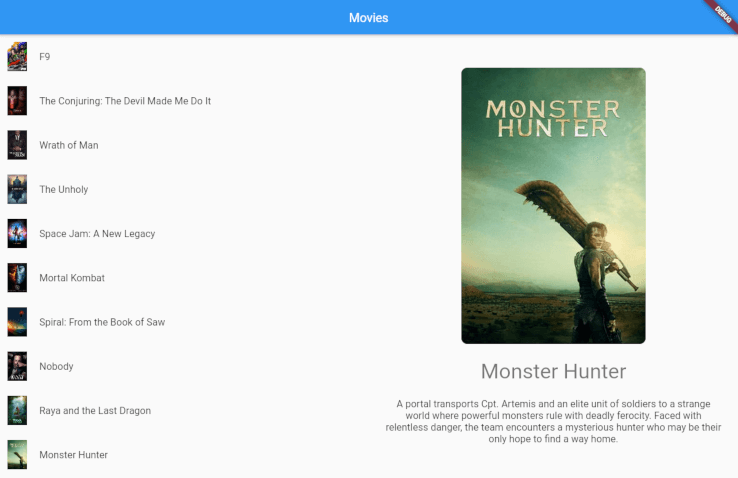 Movies
DEBUG
F9
The Conjuring: The Devil Made Me Do It
Wrath of Man
The Unholy
Space Jam: A New Legacy
Mortal Kombat
Spiral: From the Book of Saw
Nobody
Raya and the Last Dragon
Monster Hunter
MONSTER
HUNTER
Monster Hunter
A portal transports Cpt. Artemis and an elite unit of soldiers to a strange
world where powerful monsters rule with deadly ferocity. Faced with
relentless danger, the team encounters a mysterious hunter who may be their
only hope to find a way home.